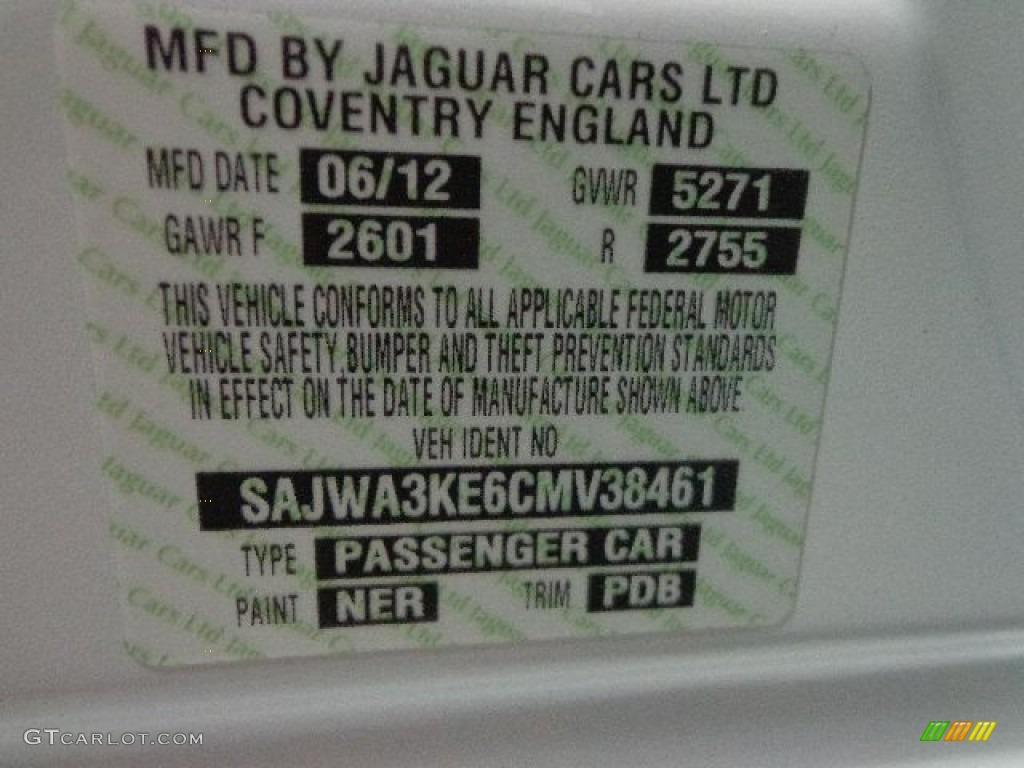 MFD BY JAGUAR CARS LTD
COVENTRY ENGLAND
MFD DATE 06/12 GVWR 5271
GAWR F 2601 R 2755
THIS VEHICLE CONFORMS TO ALL APPLICABLE FEDERAL MOTOR
VEHICLE SAFETY, BUMPER AND THEFT PREVENTION STANDARDS
IN EFFECT ON THE DATE OF MANUFACTURE SHOWN ABOVE.
VEH IDENT NO
SAJWA3KE6CMV38461
TYPE PASSENGER CAR
PAINT NER TRIM PDB
GTCARLOT.COM